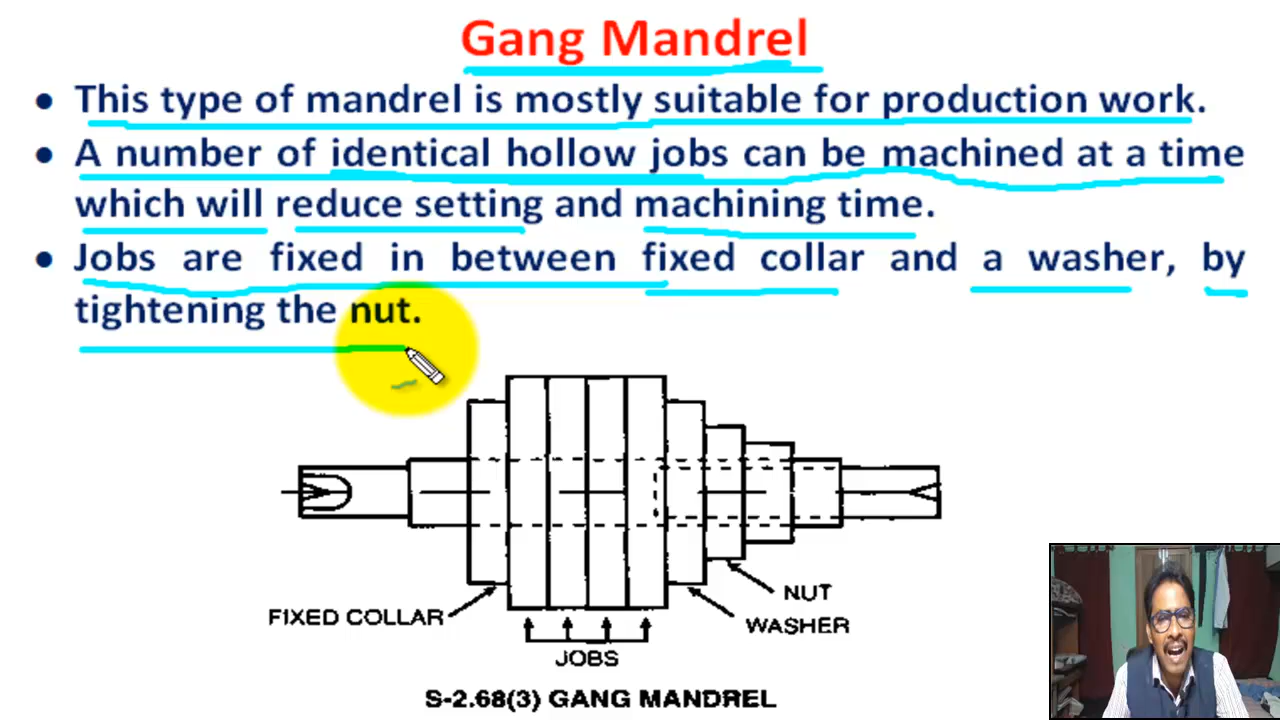 Gang Mandrel
• This type of mandrel is mostly suitable for production work.
• A number of identical hollow jobs can be machined at a time
which will reduce setting and machining time.
• Jobs are fixed in between fixed collar and a washer, by
tightening the nut.
NUT
FIXED COLLAR
WASHER
JOBS
S-2.68(3) GANG MANDREL